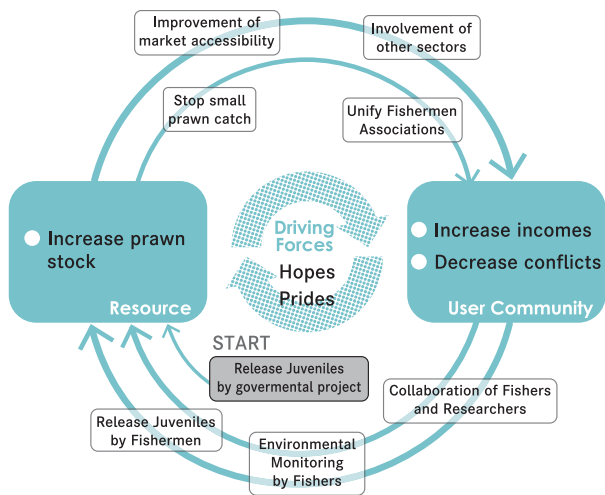 Improvement of
market accessibility
Involvement of
other sectors
Stop small
prawn catch
Unify Fishermen
Associations
Increase prawn
stock
Resource
Driving
Forces
Hopes
Prides
Increase incomes
Decrease conflicts
User Community
START
Release Juveniles
by govermental project
Release Juveniles
by Fishermen
Environmental
Monitoring
by Fishers
Collaboration of Fishers
and Researchers